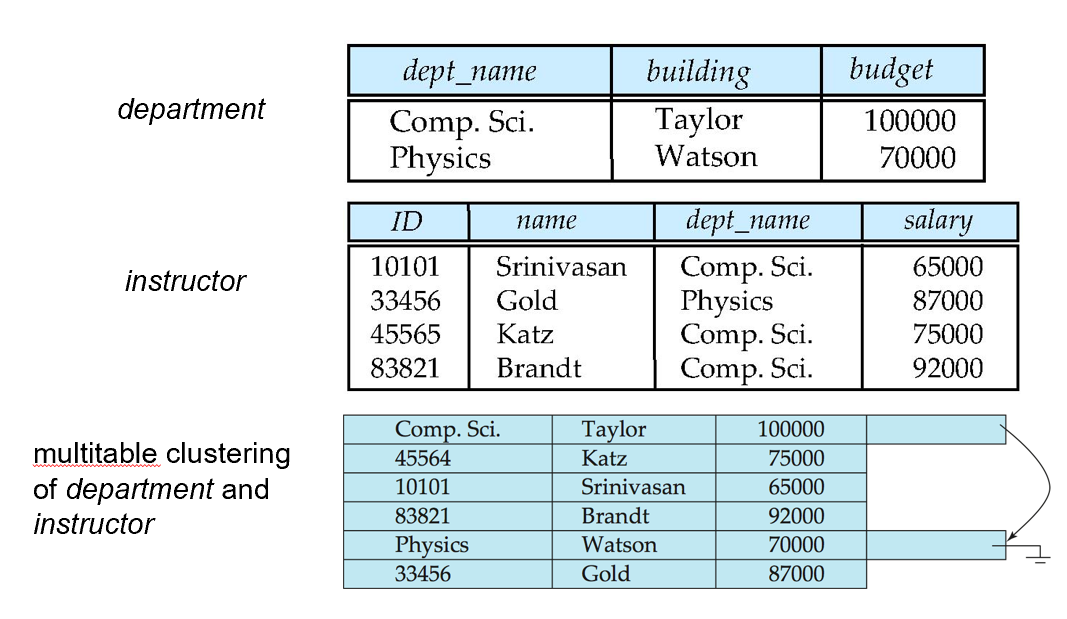 dept_name building budget
department
Comp. Sci. Taylor 100000
Physics Watson 70000
ID name dept_name salary
instructor
10101 Srinivasan Comp. Sci. 65000
33456 Gold Physics 87000
45565 Katz Comp. Sci. 75000
83821 Brandt Comp. Sci. 92000
multitable clustering
of department and
instructor
Comp. Sci. Taylor 100000
45564 Katz 75000
10101 Srinivasan 65000
83821 Brandt 92000
Physics Watson 70000
33456 Gold 87000